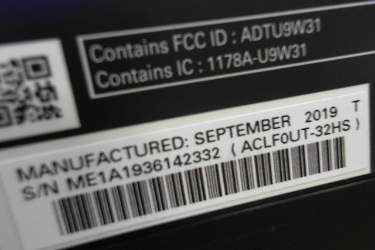 Contains FCC ID : ADTU9W31
Contains IC : 1178A-U9W31
MANUFACTURED: SEPTEMBER 2019 T
S/N ME1A1936142332 ( ACLF0UT-32HS )